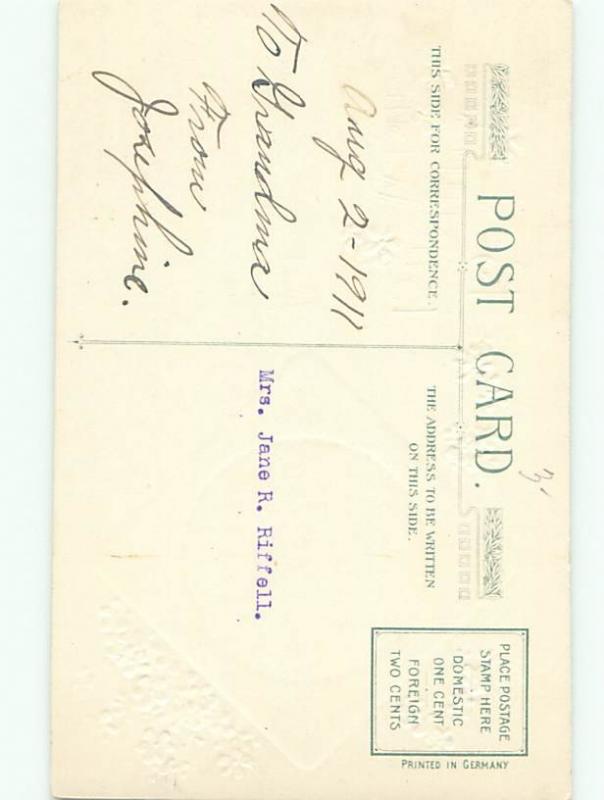 POST CARD.
THIS SIDE FOR CORRESPONDENCE.
Aug 2-1911
To Grandma
From
Josephine.
THE ADDRESS TO BE WRITTEN
ON THIS SIDE.
Mrs. Jane R. Riffell.
PLACE POSTAGE
STAMP HERE
DOMESTIC
ONE CENT
FOREIGN
TWO CENTS
PRINTED IN GERMANY